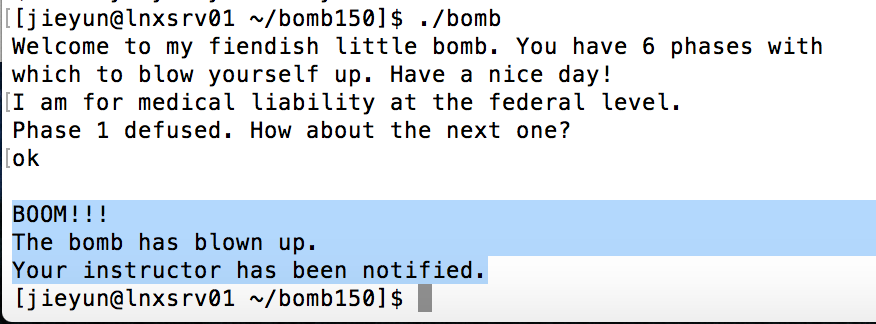 [[jieyun@lnxsrv01 ~/bomb150]$ ./bomb
Welcome to my fiendish little bomb. You have 6 phases with
which to blow yourself up. Have a nice day!
[I am for medical liability at the federal level.
Phase 1 defused. How about the next one?
[ok
BOOM!!!
The bomb has blown up.
Your instructor has been notified.
[jieyun@lnxsrv01 ~/bomb150]$